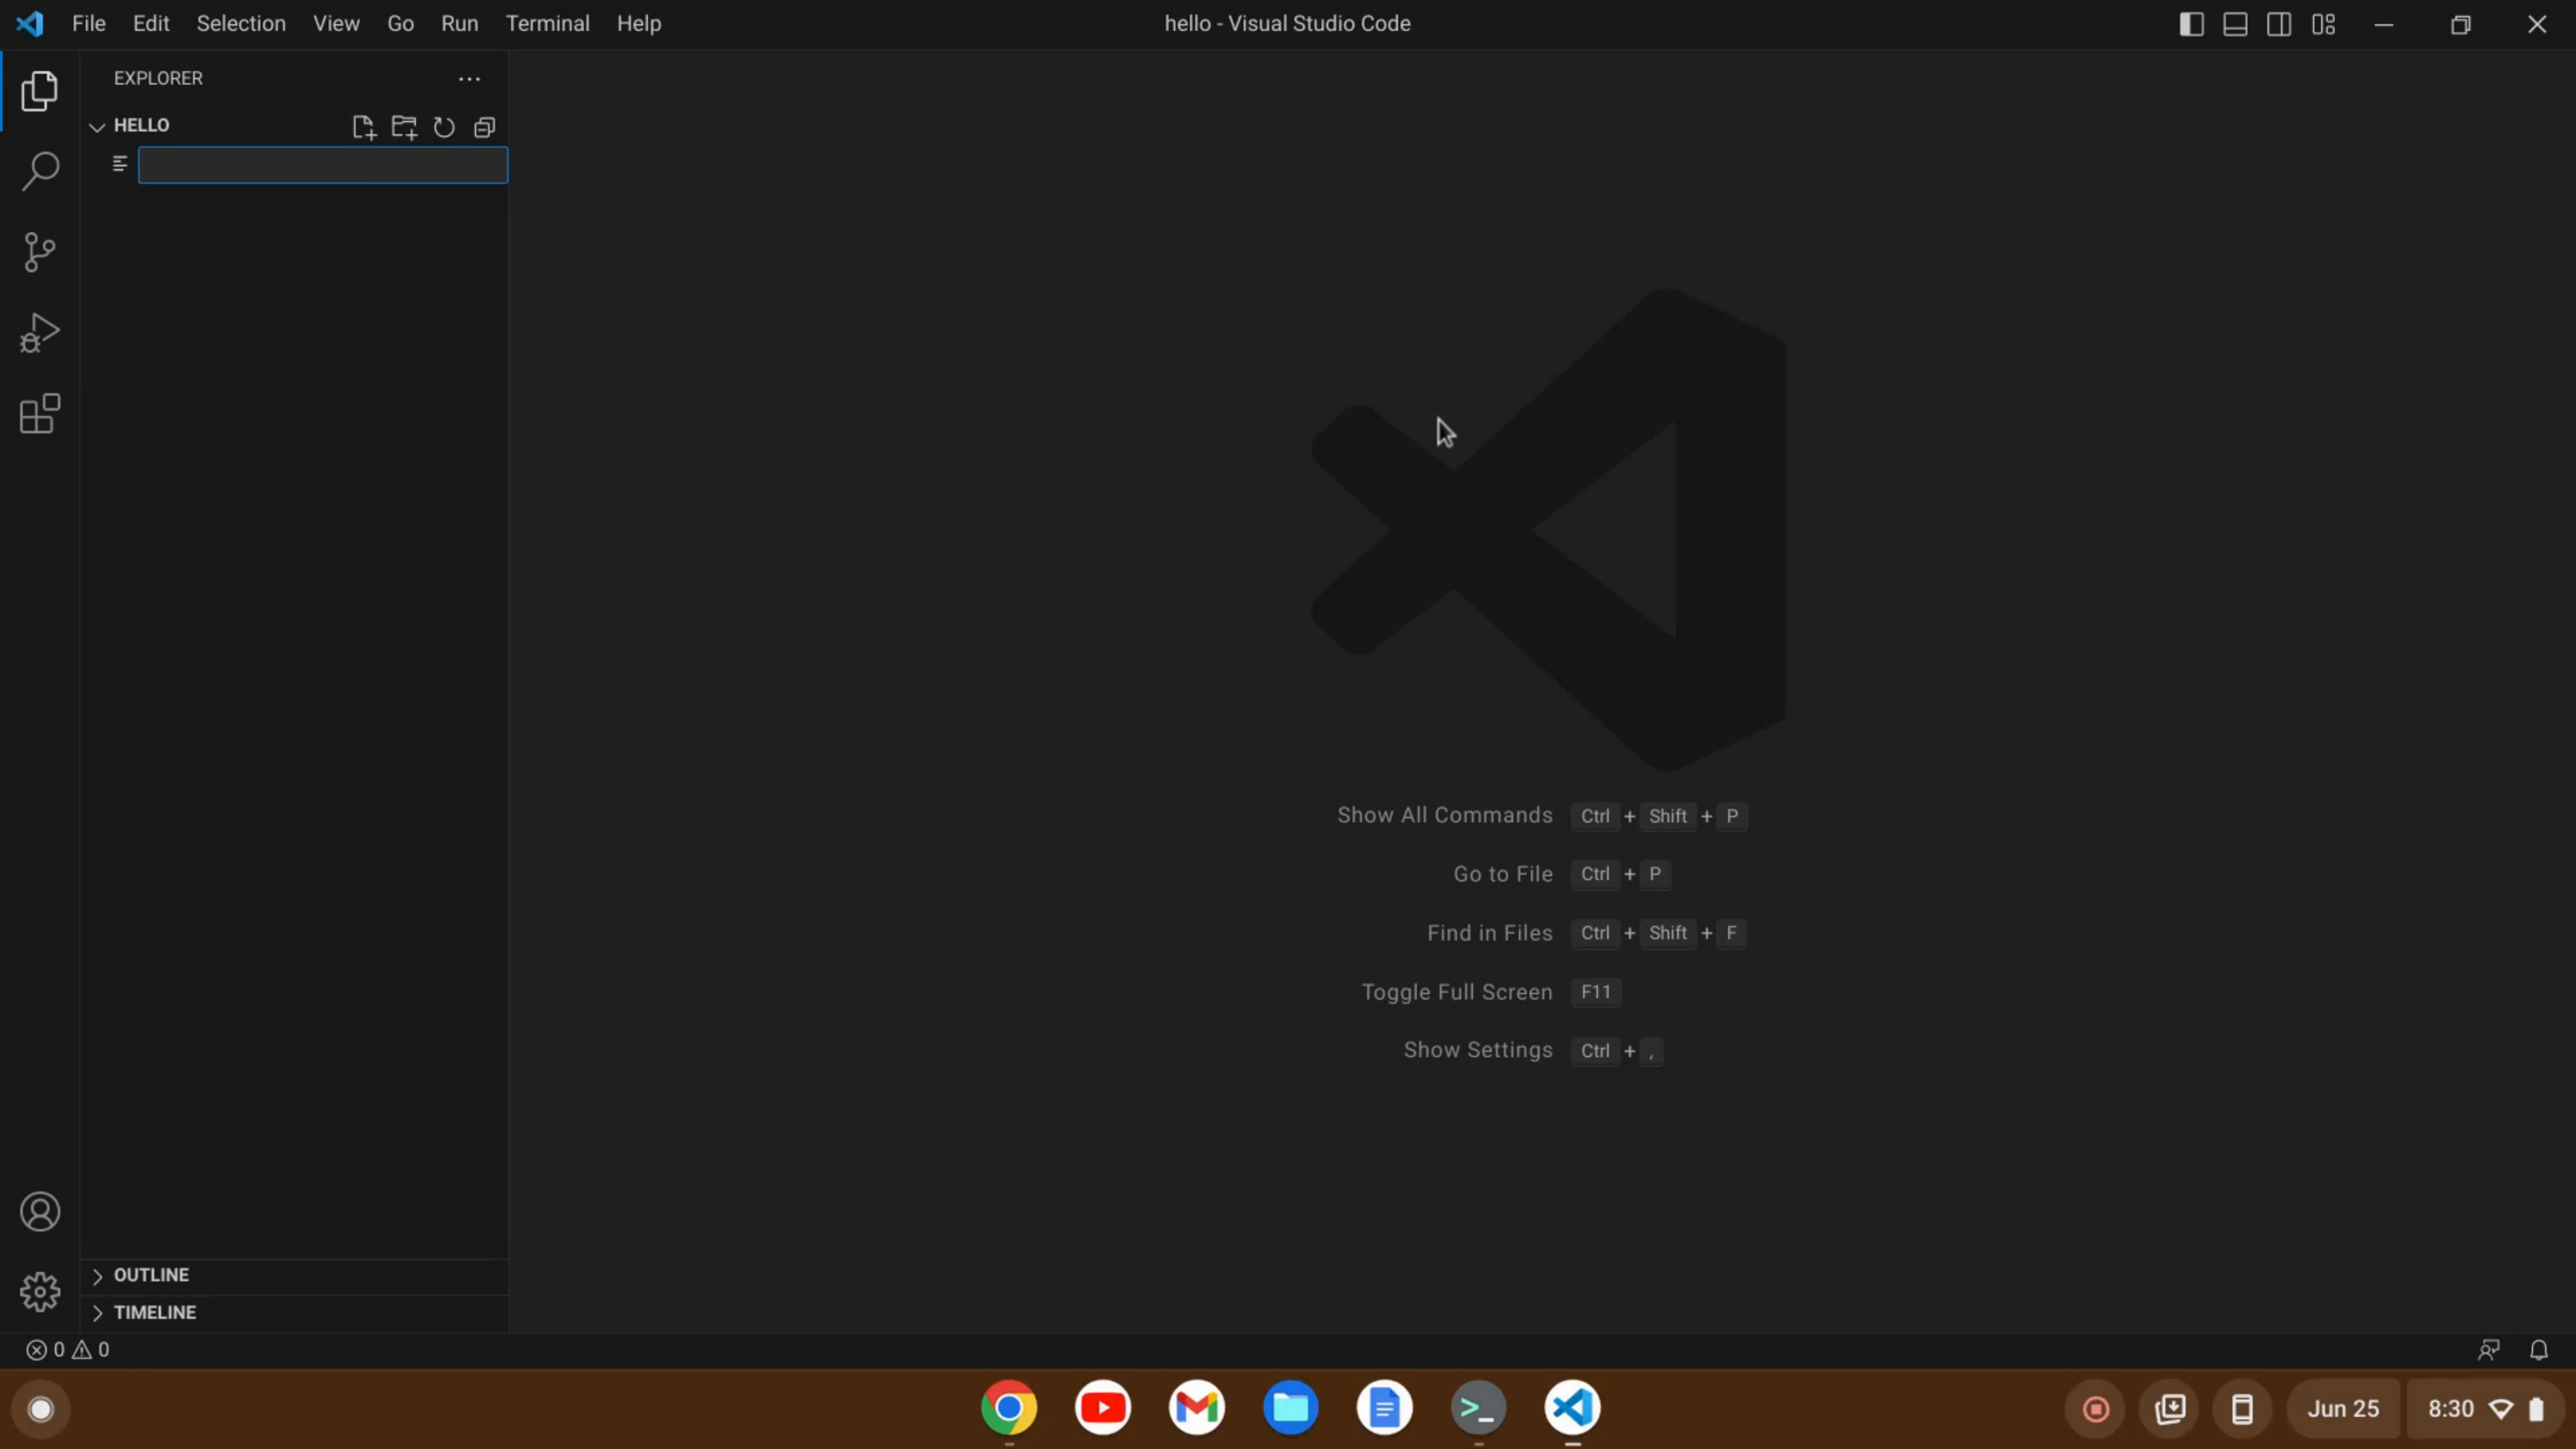 File Edit Selection View Go Run Terminal Help
hello - Visual Studio Code
EXPLORER
HELLO
Show All Commands Ctrl + Shift + P
Go to File Ctrl + P
Find in Files Ctrl + Shift + F
Toggle Full Screen F11
Show Settings Ctrl + ,
OUTLINE
TIMELINE
0 0
Jun 25 8:30